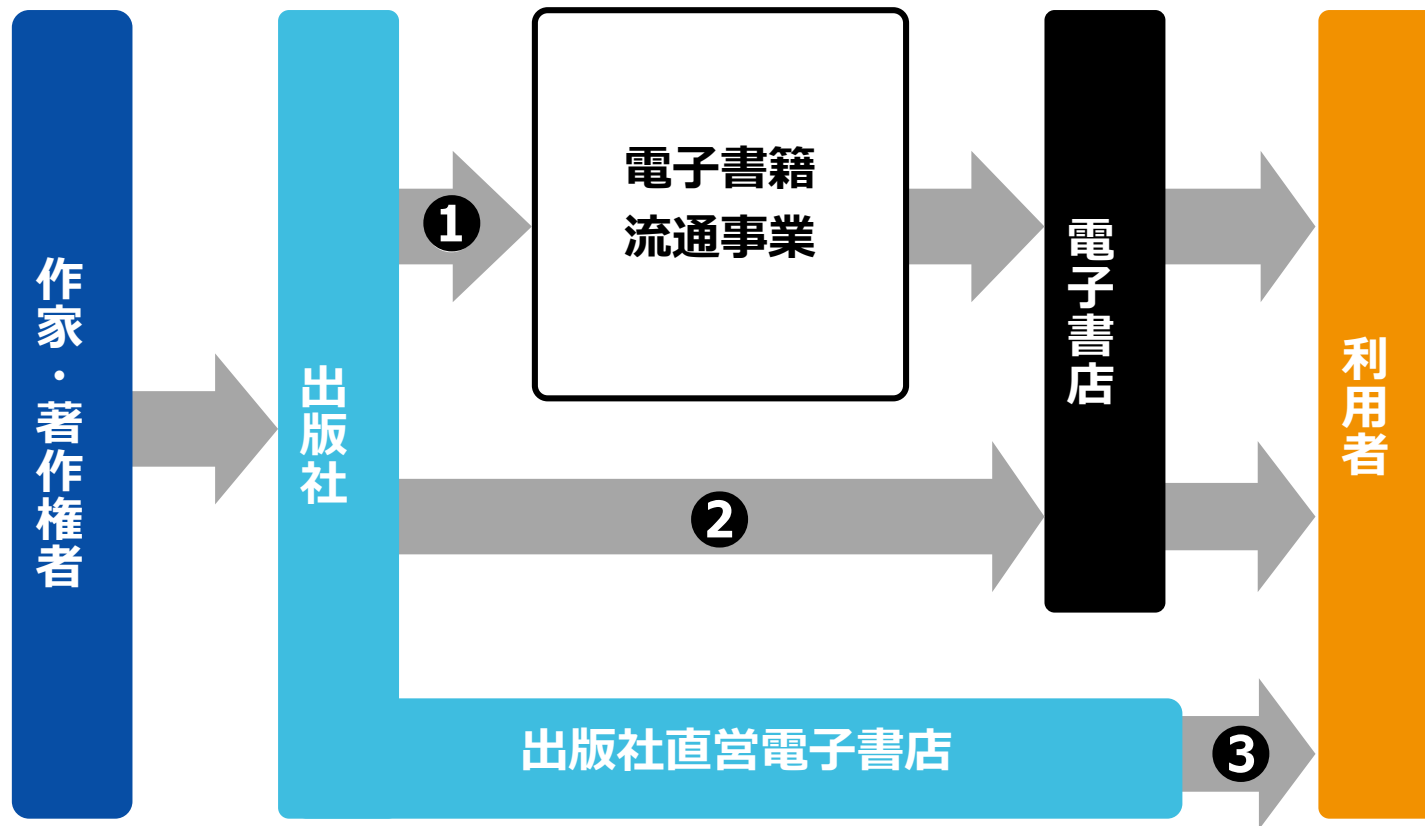 作家・著作権者
出版社
❶
電子書籍
流通事業
電子書店
利用者
❷
出版社直営電子書店
❸